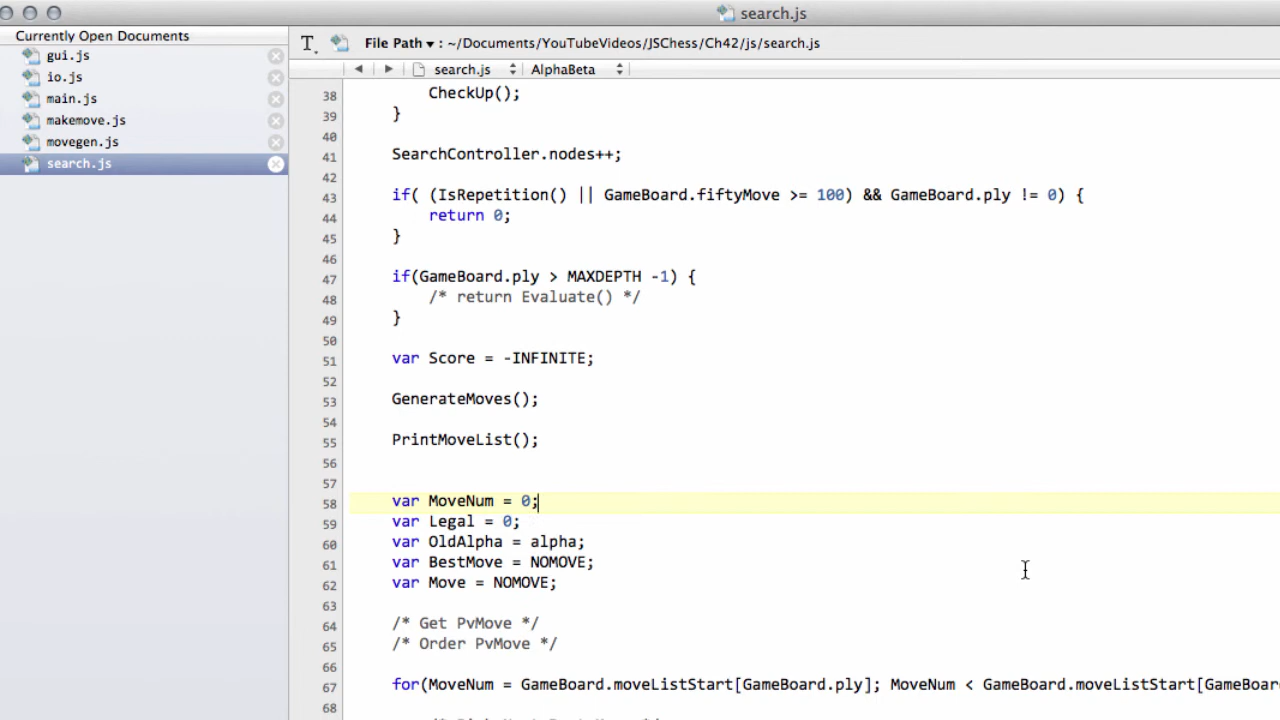 search.js
Currently Open Documents
gui.js
io.js
main.js
makemove.js
movegen.js
search.js
File Path ▾ : ~/Documents/YouTubeVideos/JSChess/Ch42/js/search.js
search.js AlphaBeta
38 CheckUp();
39 }
40
41 SearchController.nodes++;
42
43 if( (IsRepetition() || GameBoard.fiftyMove >= 100) && GameBoard.ply != 0) {
44 return 0;
45 }
46
47 if(GameBoard.ply > MAXDEPTH -1) {
48 /* return Evaluate() */
49 }
50
51 var Score = -INFINITE;
52
53 GenerateMoves();
54
55 PrintMoveList();
56
57
58 var MoveNum = 0;
59 var Legal = 0;
60 var OldAlpha = alpha;
61 var BestMove = NOMOVE;
62 var Move = NOMOVE;
63
64 /* Get PvMove */
65 /* Order PvMove */
66
67 for(MoveNum = GameBoard.moveListStart[GameBoard.ply]; MoveNum < GameBoard.moveListStart[GameBoard
68